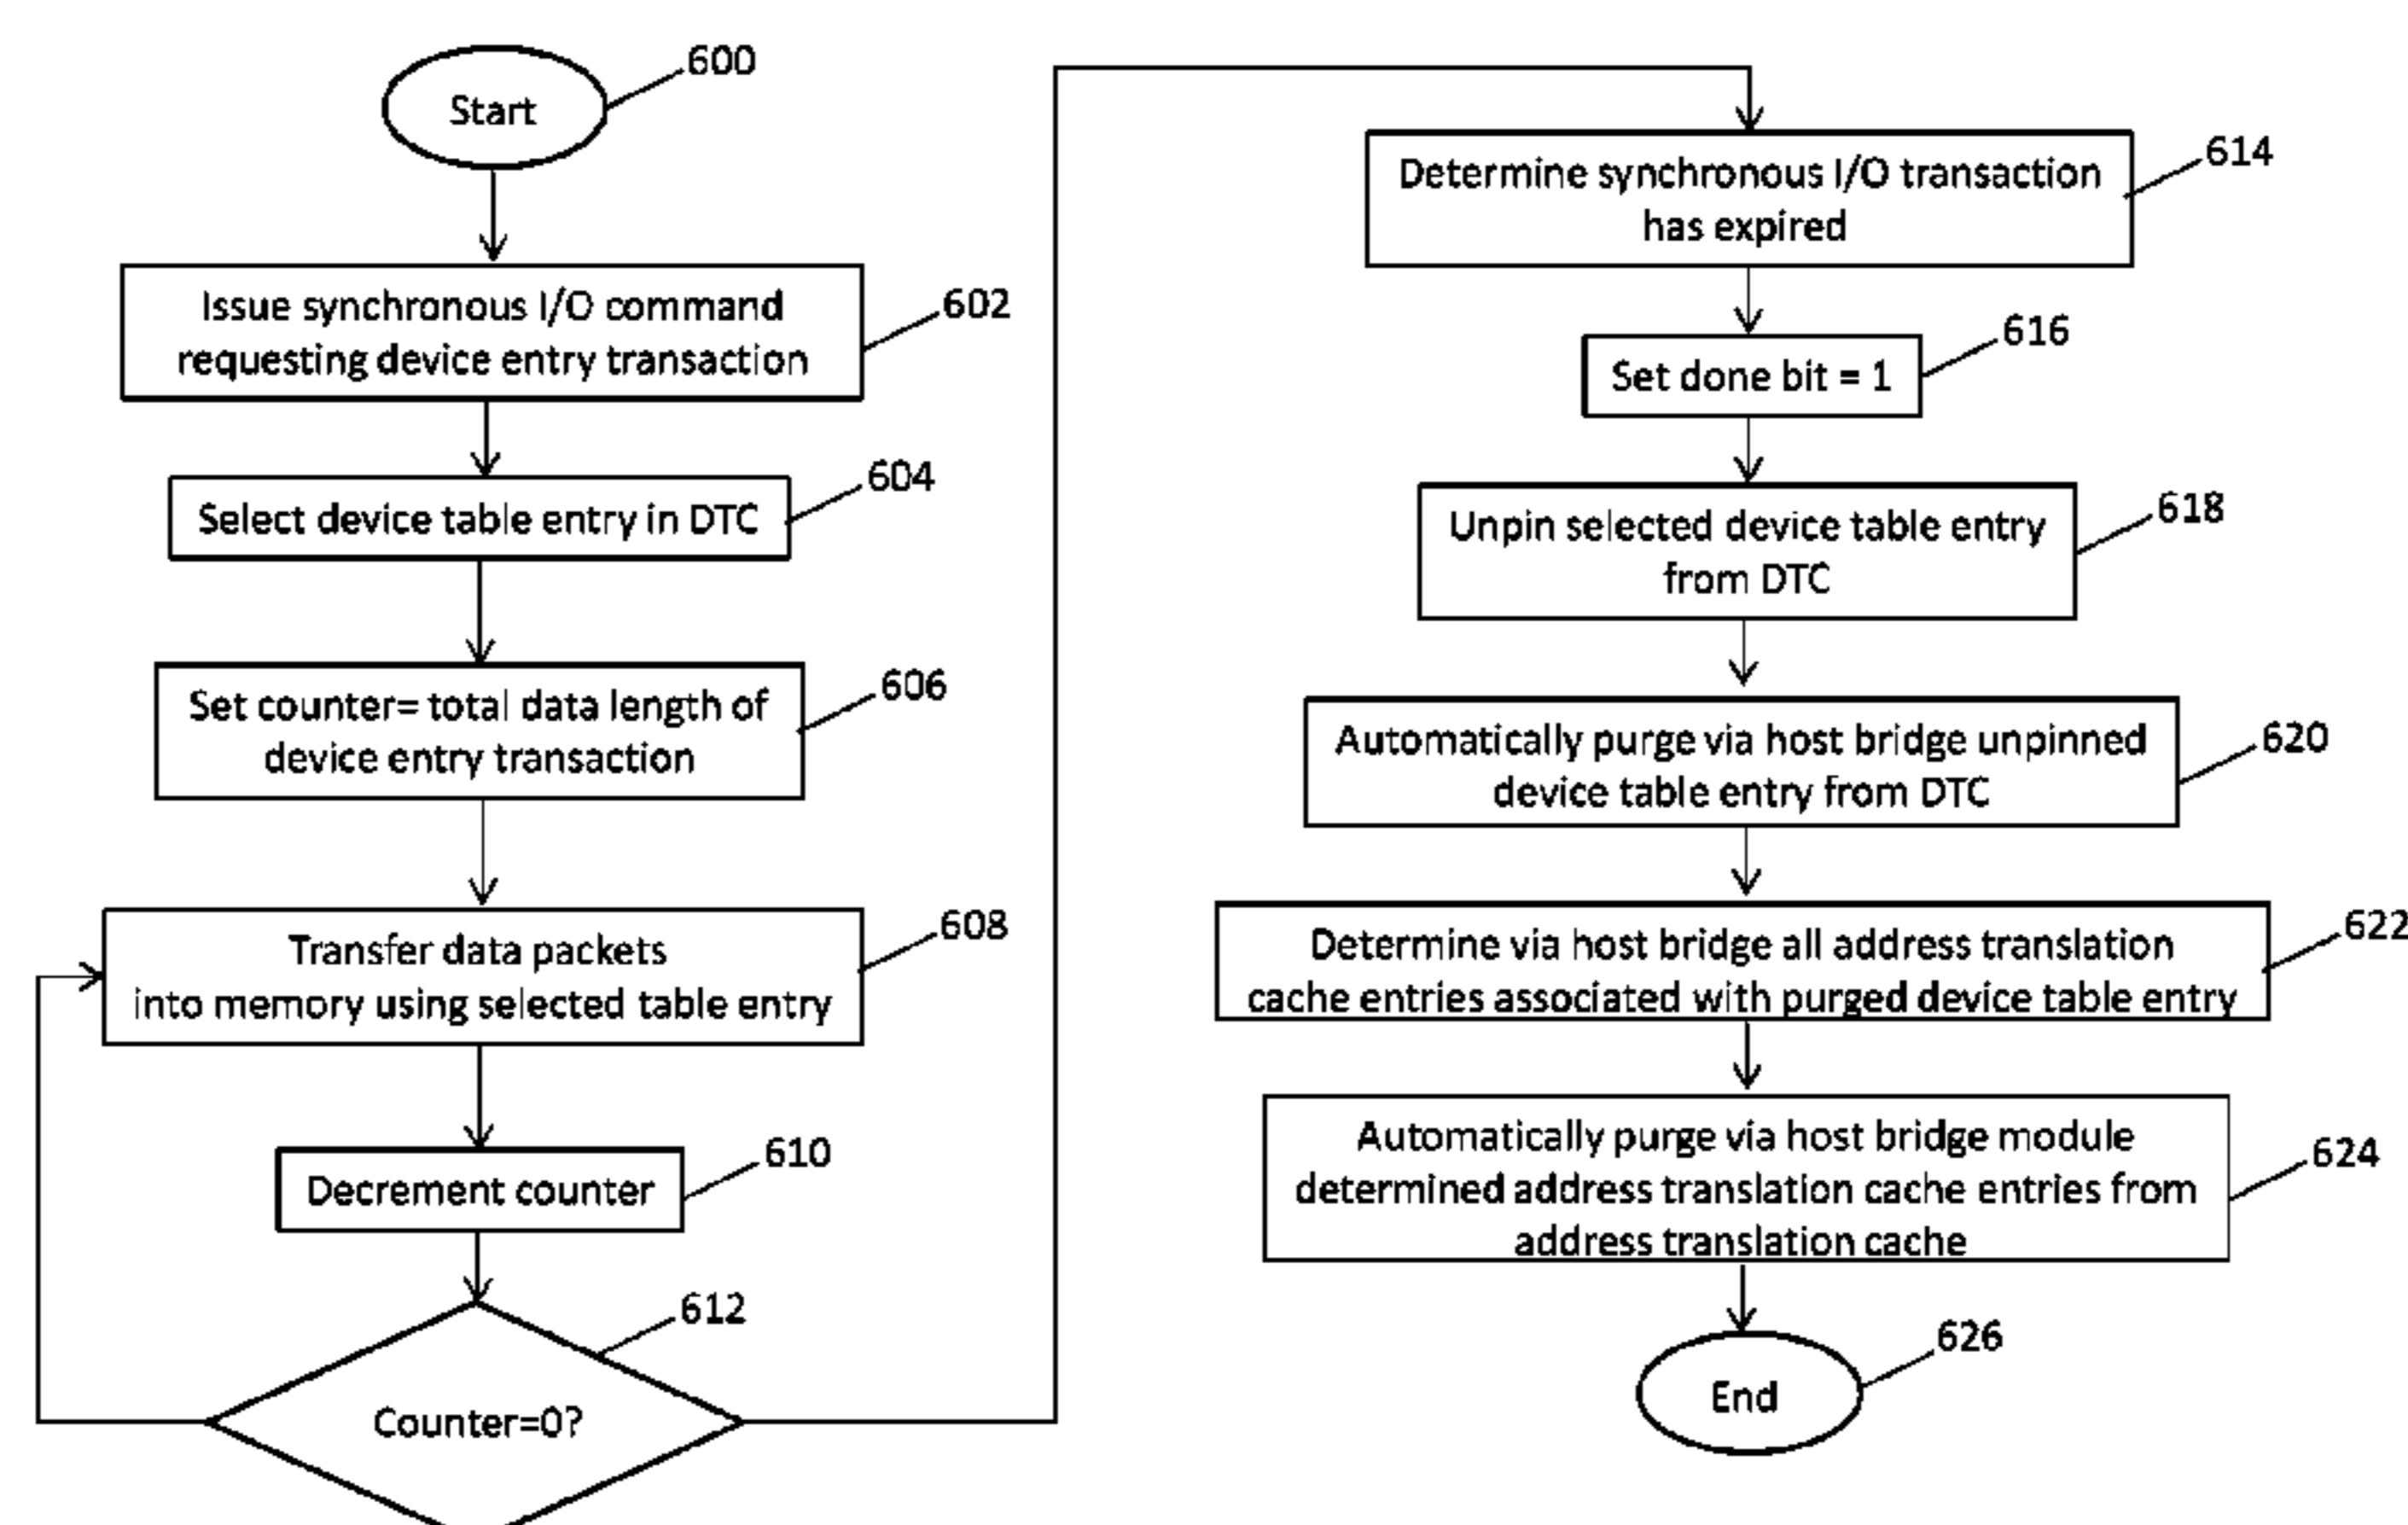 Start
600
Issue synchronous I/O command
requesting device entry transaction
602
Select device table entry in DTC
604
Set counter= total data length of
device entry transaction
606
Transfer data packets
into memory using selected table entry
608
Decrement counter
610
Counter=0?
612
Determine synchronous I/O transaction
has expired
614
Set done bit = 1
616
Unpin selected device table entry
from DTC
618
Automatically purge via host bridge unpinned
device table entry from DTC
620
Determine via host bridge all address translation
cache entries associated with purged device table entry
622
Automatically purge via host bridge module
determined address translation cache entries from
address translation cache
624
End
626